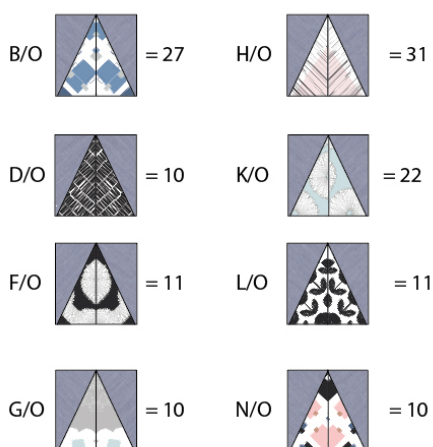 B/O = 27
H/O = 31
D/O = 10
K/O = 22
F/O = 11
L/O = 11
G/O = 10
N/O = 10